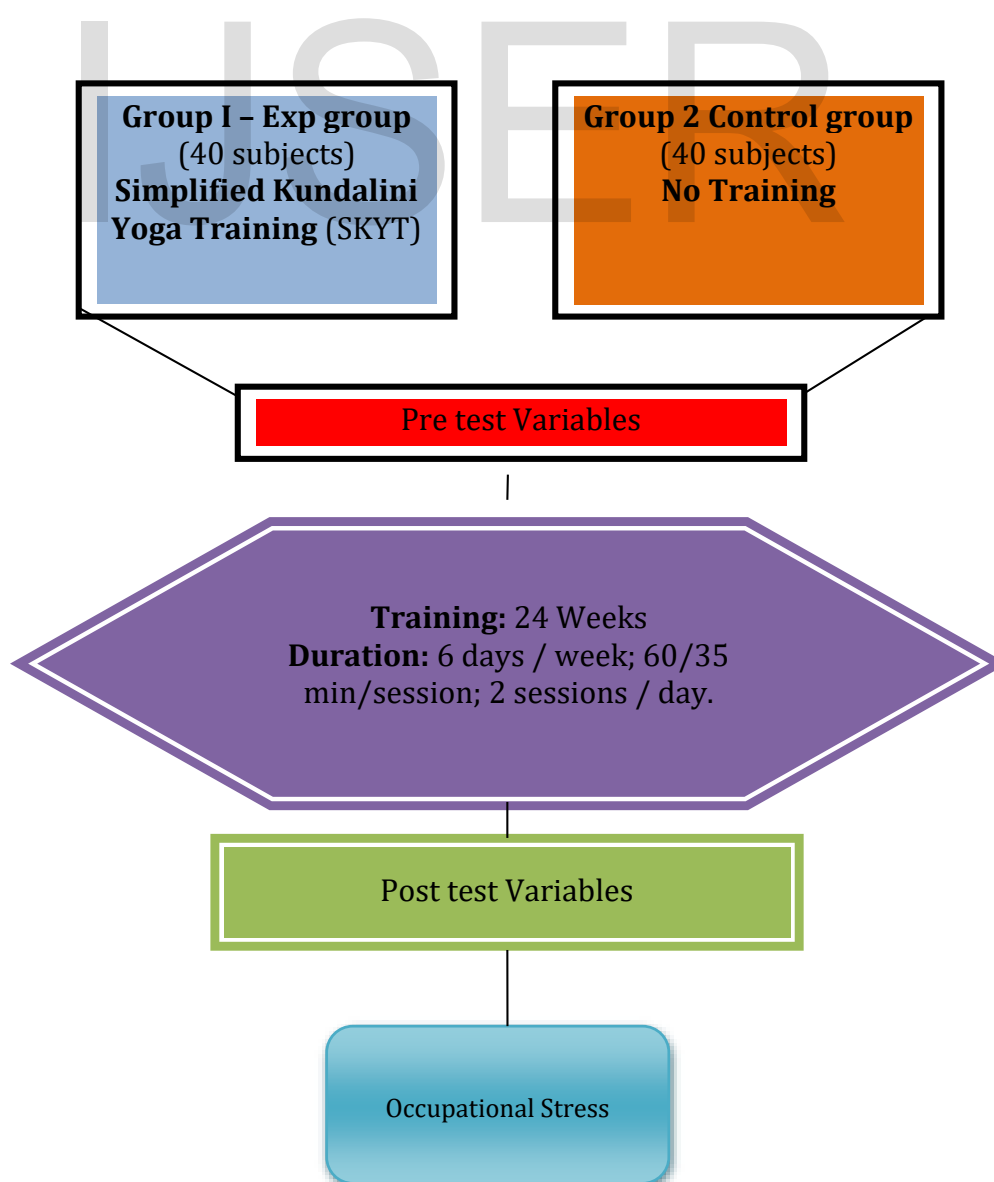 IJSER
Group I – Exp group
(40 subjects)
Simplified Kundalini
Yoga Training (SKYT)
Group 2 Control group
(40 subjects)
No Training
Pre test Variables
Training: 24 Weeks
Duration: 6 days / week; 60/35
min/session; 2 sessions / day.
Post test Variables
Occupational Stress